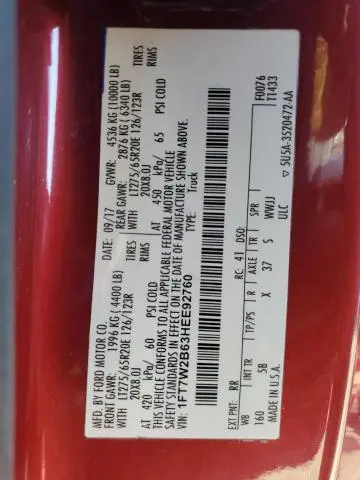 MFD. BY FORD MOTOR CO.
DATE: 09/17 GVWR: 4536 KG (10000 LB)
FRONT GAWR: 1996 KG (4400 LB) REAR GAWR: 2876 KG (6340 LB)
LT275/65R20E 126/123R TIRES WITH LT275/65R20E 126/123R TIRES
20X8.0J RIMS 20X8.0J RIMS
AT 420 kPa/ 60 PSI COLD AT 450 kPa/ 65 PSI COLD
THIS VEHICLE CONFORMS TO ALL APPLICABLE FEDERAL MOTOR VEHICLE
SAFETY STANDARDS IN EFFECT ON THE DATE OF MANUFACTURE SHOWN ABOVE.
VIN: 1FT7W2B63HEE92760 TYPE: Truck
F0076
T1433
EXT PNT: RR RC: 41 DSO:
WB INT TR TP/PS R AXLE TR SPR
160 5B X 37 S WWJJ
MADE IN U.S.A. ULC
5U5A-3520472-AA